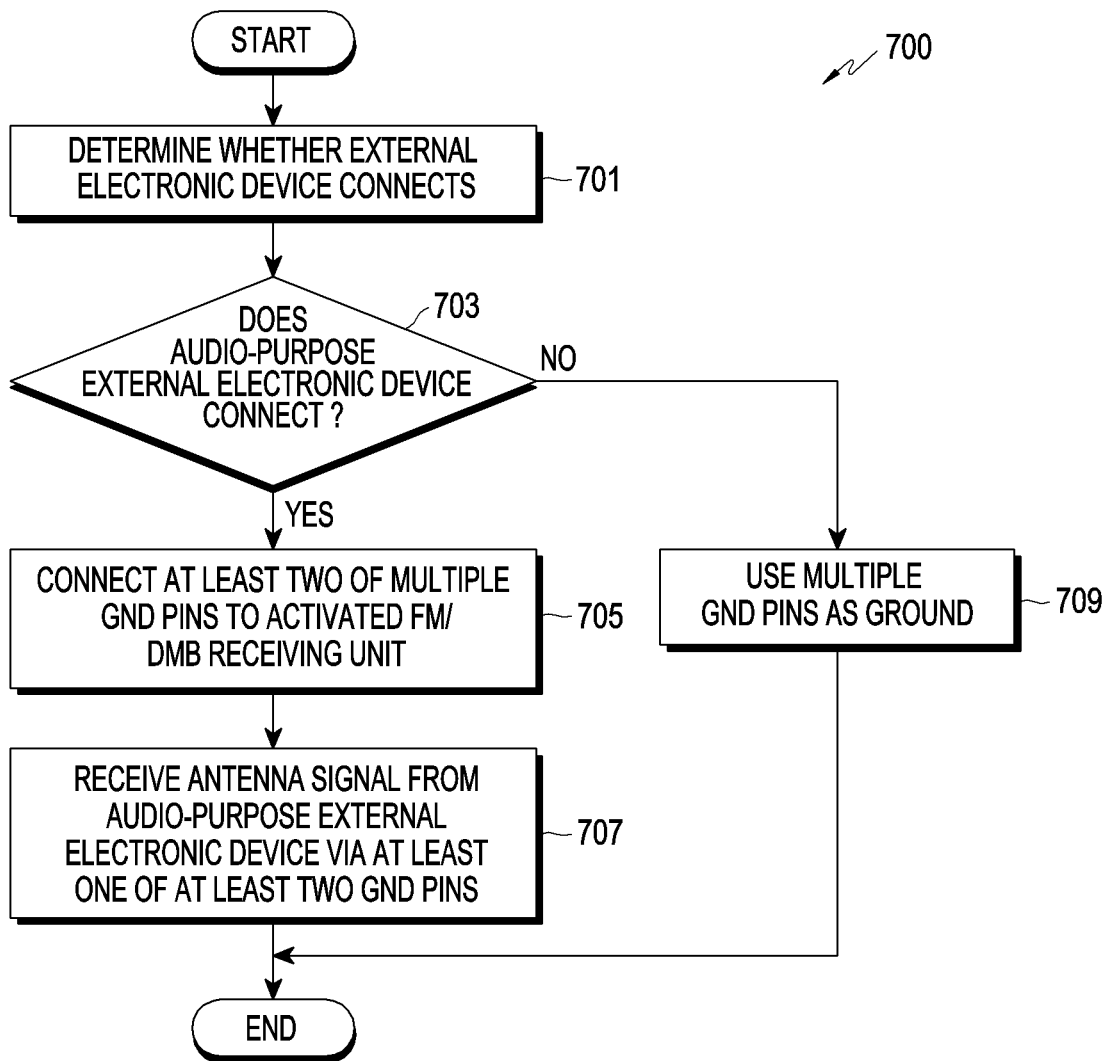 START
700
DETERMINE WHETHER EXTERNAL
ELECTRONIC DEVICE CONNECTS
701
703
DOES
AUDIO-PURPOSE
EXTERNAL ELECTRONIC DEVICE
CONNECT ?
NO
YES
CONNECT AT LEAST TWO OF MULTIPLE
GND PINS TO ACTIVATED FM/
DMB RECEIVING UNIT
705
USE MULTIPLE
GND PINS AS GROUND
709
RECEIVE ANTENNA SIGNAL FROM
AUDIO-PURPOSE EXTERNAL
ELECTRONIC DEVICE VIA AT LEAST
ONE OF AT LEAST TWO GND PINS
707
END